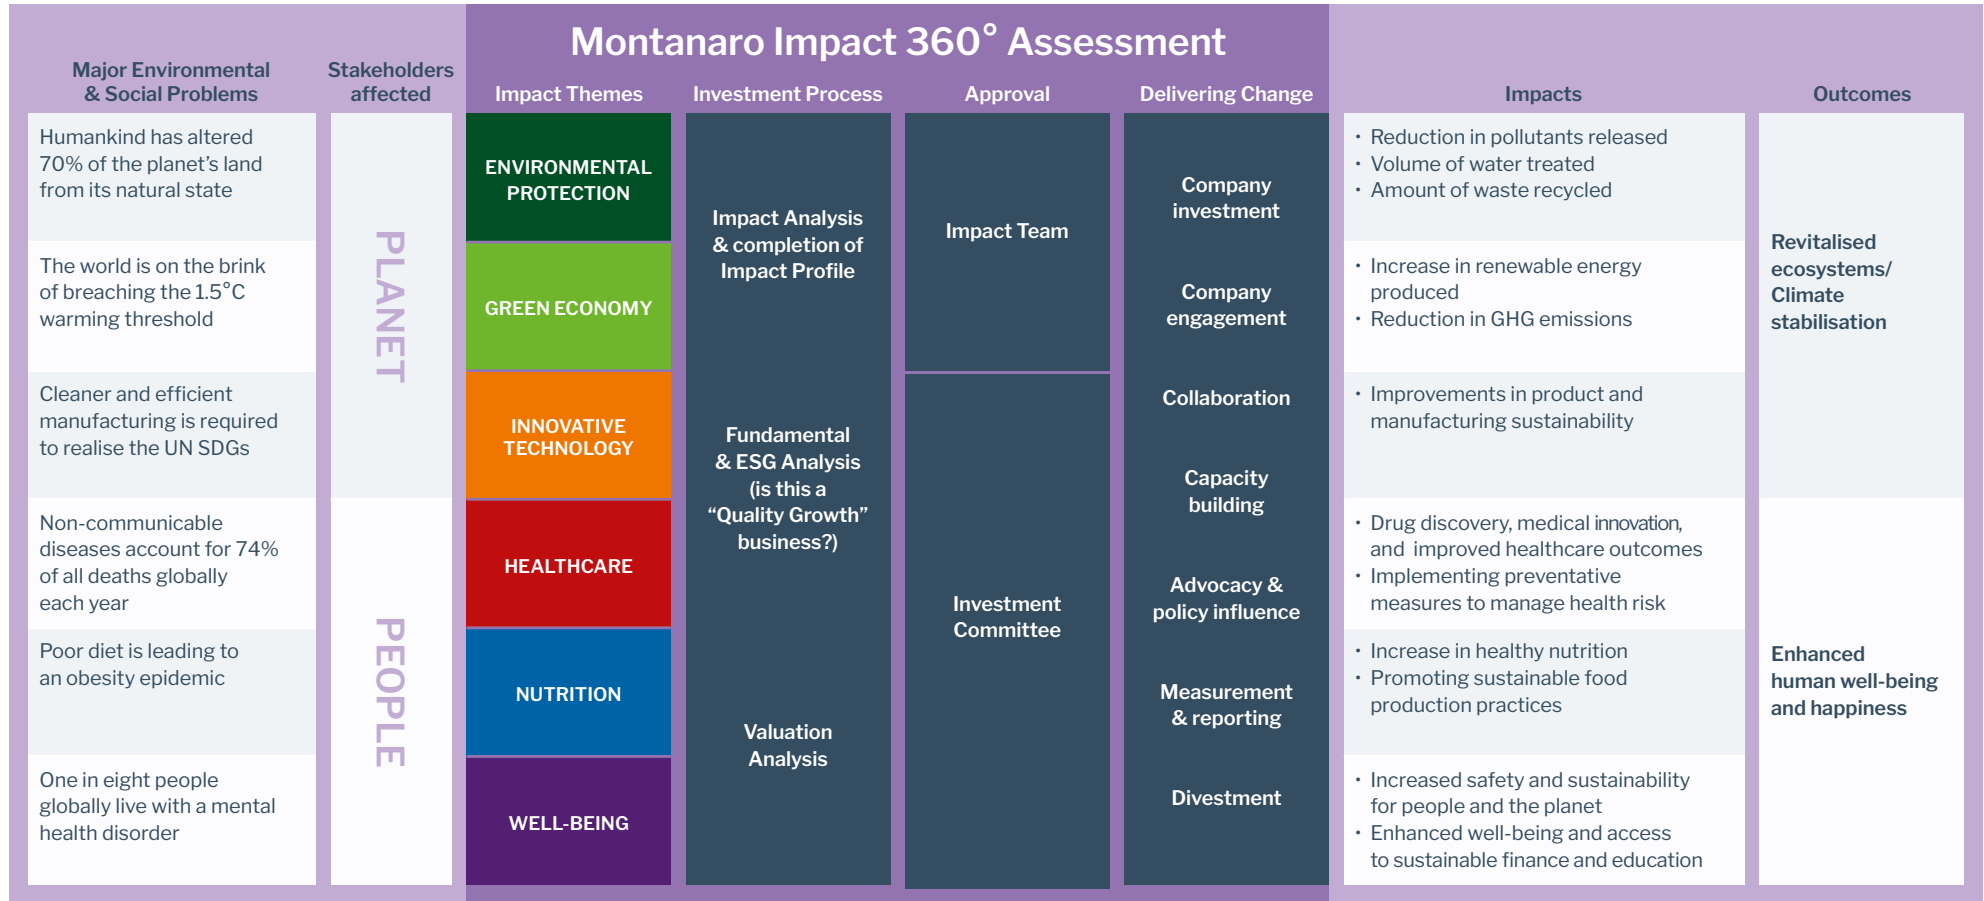 Montanaro Impact 360° Assessment
Major Environmental
& Social Problems
Stakeholders
affected
Impact Themes
Investment Process
Approval
Delivering Change
Impacts
Outcomes
Humankind has altered
70% of the planet's land
from its natural state
The world is on the brink
of breaching the 1.5°C
warming threshold
Cleaner and efficient
manufacturing is required
to realise the UN SDGs
Non-communicable
diseases account for 74%
of all deaths globally
each year
Poor diet is leading to
an obesity epidemic
One in eight people
globally live with a mental
health disorder
PLANET
PEOPLE
ENVIRONMENTAL
PROTECTION
GREEN ECONOMY
INNOVATIVE
TECHNOLOGY
HEALTHCARE
NUTRITION
WELL-BEING
Impact Analysis
& completion of
Impact Profile
Fundamental
& ESG Analysis
(is this a
“Quality Growth”
business?)
Valuation
Analysis
Impact Team
Investment
Committee
Company
investment
Company
engagement
Collaboration
Capacity
building
Advocacy &
policy influence
Measurement
& reporting
Divestment
• Reduction in pollutants released
• Volume of water treated
• Amount of waste recycled
• Increase in renewable energy
produced
• Reduction in GHG emissions
• Improvements in product and
manufacturing sustainability
• Drug discovery, medical innovation,
and improved healthcare outcomes
• Implementing preventative
measures to manage health risk
• Increase in healthy nutrition
• Promoting sustainable food
production practices
• Increased safety and sustainability
for people and the planet
• Enhanced well-being and access
to sustainable finance and education
Revitalised
ecosystems/
Climate
stabilisation
Enhanced
human well-being
and happiness